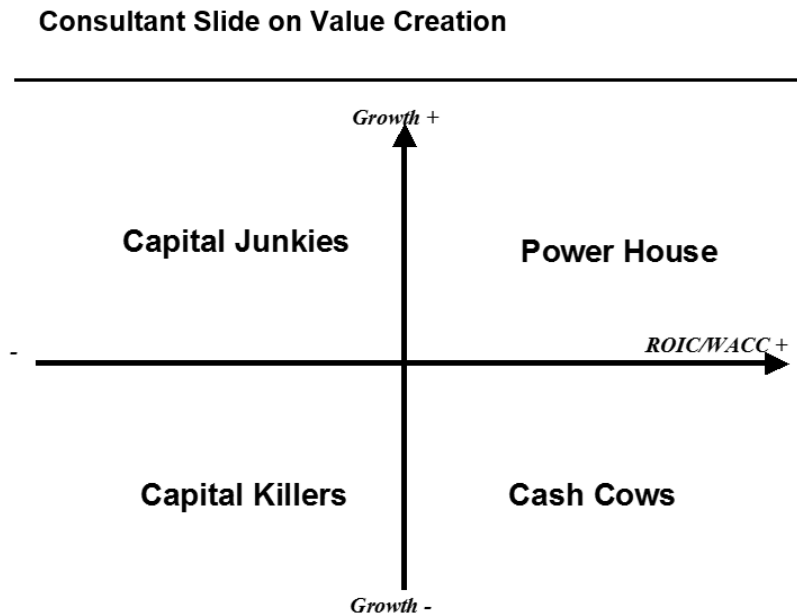 Consultant Slide on Value Creation
Growth +
Capital Junkies
Power House
-
ROIC/WACC +
Capital Killers
Cash Cows
Growth -